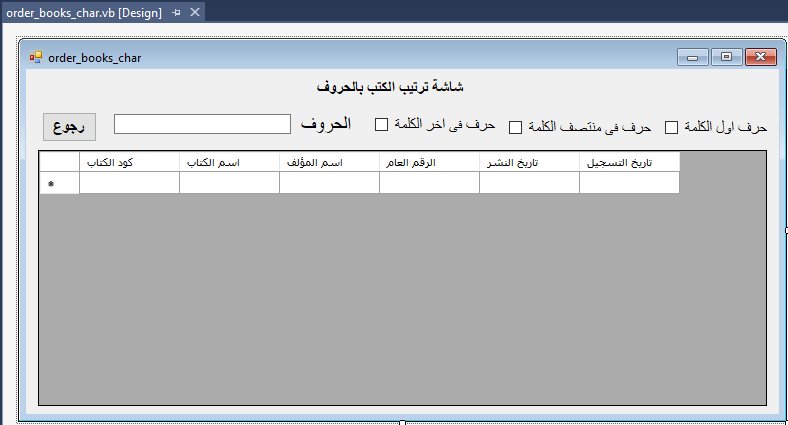 order_books_char.vb [Design]
order_books_char
شاشة ترتيب الكتب بالحروف
حرف اول الكلمة حرف فى منتصف الكلمة حرف فى اخر الكلمة الحروف رجوع
كود الكتاب اسم الكتاب اسم المؤلف الرقم العام تاريخ النشر تاريخ التسجيل